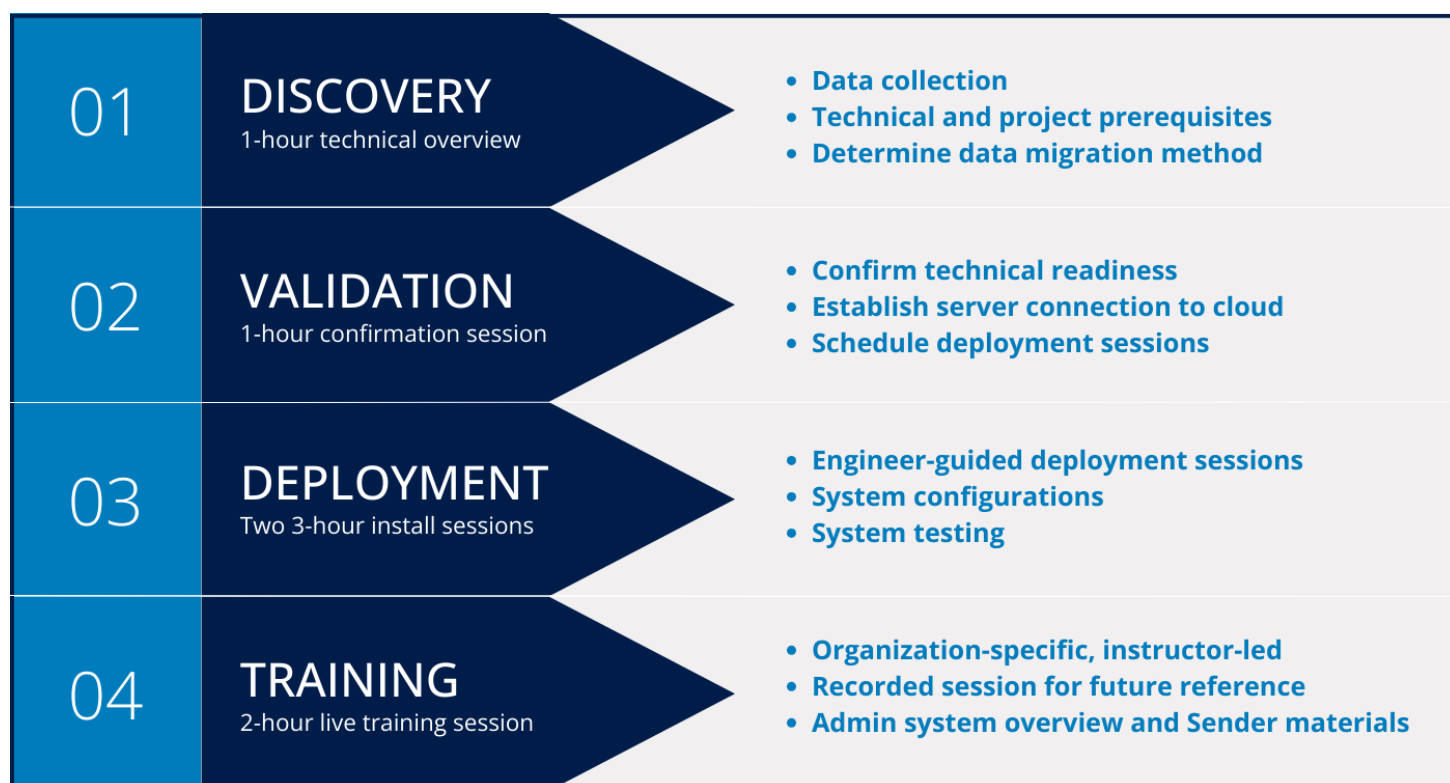 01
DISCOVERY
1-hour technical overview
• Data collection
• Technical and project prerequisites
• Determine data migration method
02
VALIDATION
1-hour confirmation session
• Confirm technical readiness
• Establish server connection to cloud
• Schedule deployment sessions
03
DEPLOYMENT
Two 3-hour install sessions
• Engineer-guided deployment sessions
• System configurations
• System testing
04
TRAINING
2-hour live training session
• Organization-specific, instructor-led
• Recorded session for future reference
• Admin system overview and Sender materials